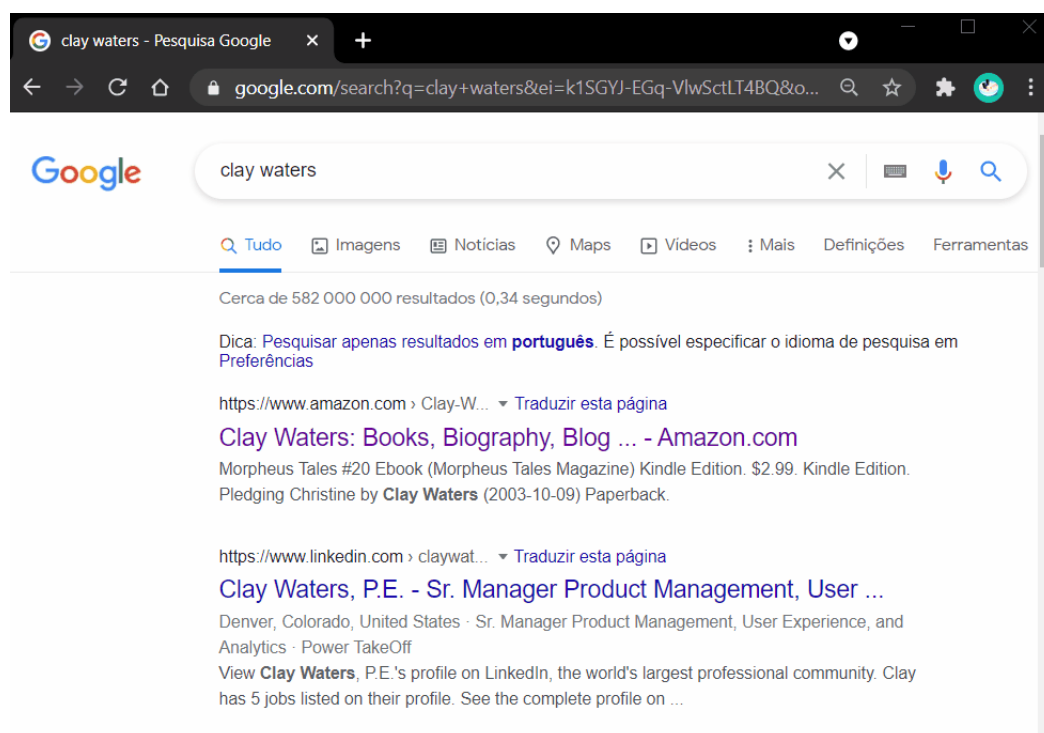 clay waters - Pesquisa Google
google.com/search?q=clay+waters&ei=k1SGYJ-EGq-VlwSctLT4BQ&o...
Google
clay waters
Tudo Imagens Notícias Maps Vídeos Mais Definições Ferramentas
Cerca de 582 000 000 resultados (0,34 segundos)
Dica: Pesquisar apenas resultados em português. É possível especificar o idioma de pesquisa em
Preferências
https://www.amazon.com › Clay-W... Traduzir esta página
Clay Waters: Books, Biography, Blog ... - Amazon.com
Morpheus Tales #20 Ebook (Morpheus Tales Magazine) Kindle Edition. $2.99. Kindle Edition.
Pledging Christine by Clay Waters (2003-10-09) Paperback.
https://www.linkedin.com › claywat... Traduzir esta página
Clay Waters, P.E. - Sr. Manager Product Management, User ...
Denver, Colorado, United States · Sr. Manager Product Management, User Experience, and
Analytics · Power TakeOff
View Clay Waters, P.E.'s profile on LinkedIn, the world's largest professional community. Clay
has 5 jobs listed on their profile. See the complete profile on ...